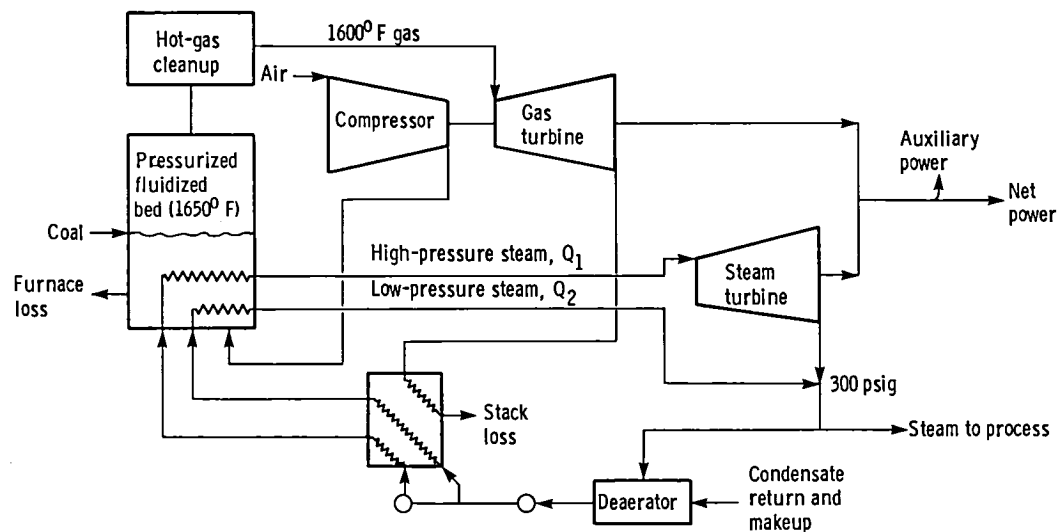 Hot-gas
cleanup
1600⁰ F gas
Air
Compressor
Gas
turbine
Pressurized
fluidized
bed (1650⁰ F)
Auxiliary
power
Net
power
Coal
High-pressure steam, Q₁
Steam
turbine
Furnace
loss
Low-pressure steam, Q₂
300 psig
Stack
loss
Steam to process
Deaerator
Condensate
return and
makeup